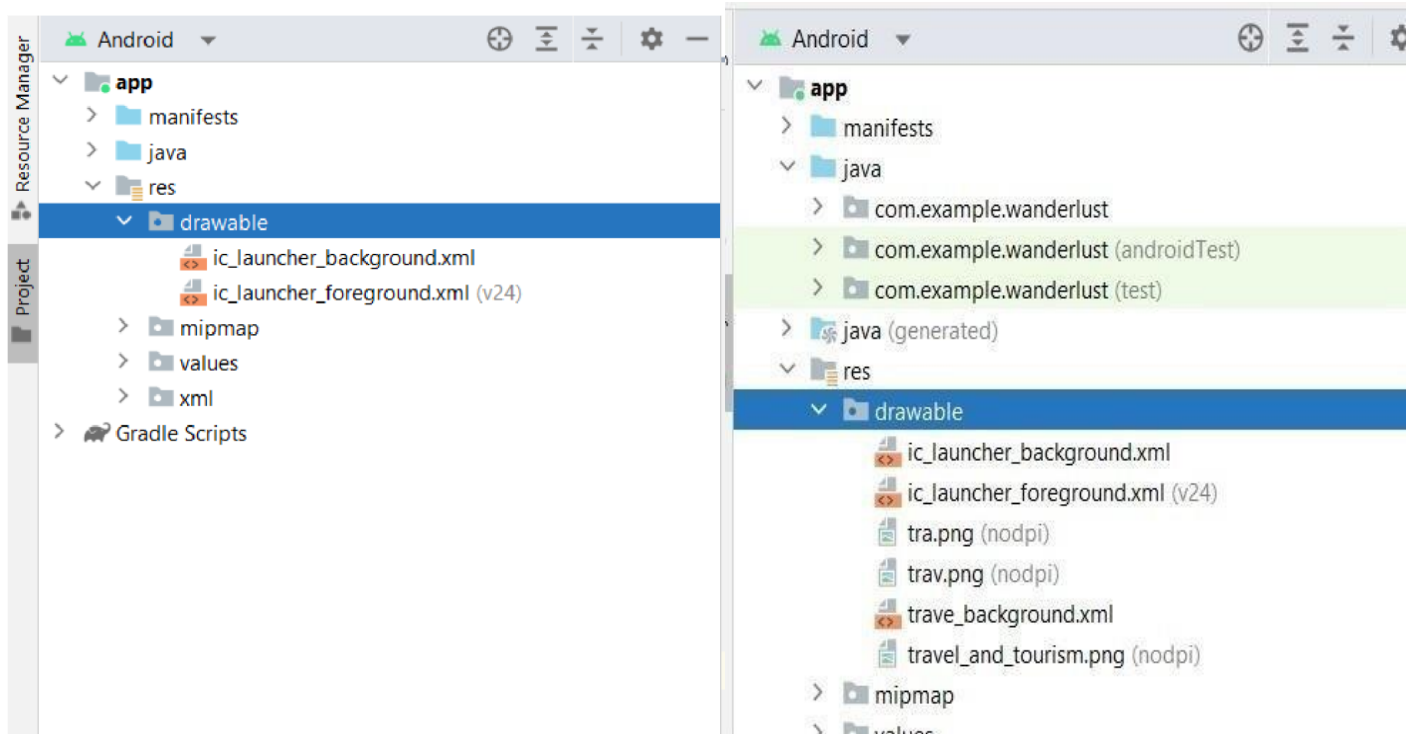 Resource Manager
Project
Android
app
manifests
java
res
drawable
ic_launcher_background.xml
ic_launcher_foreground.xml (v24)
mipmap
values
xml
Gradle Scripts
Android
app
manifests
java
com.example.wanderlust
com.example.wanderlust (androidTest)
com.example.wanderlust (test)
java (generated)
res
drawable
ic_launcher_background.xml
ic_launcher_foreground.xml (v24)
tra.png (nodpi)
trav.png (nodpi)
trave_background.xml
travel_and_tourism.png (nodpi)
mipmap
values